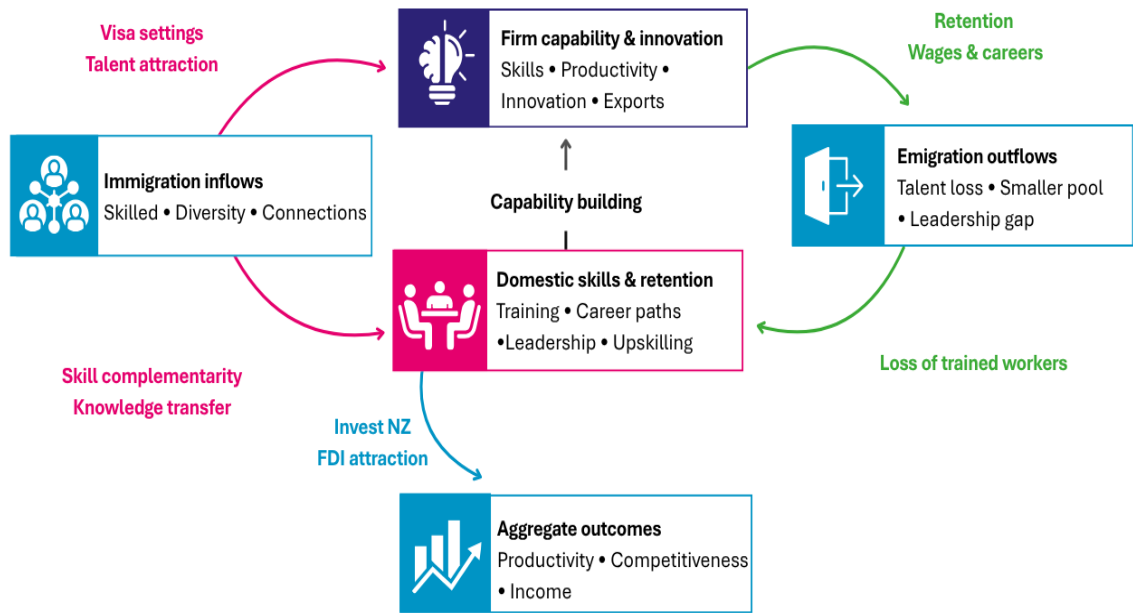 Visa settings
Talent attraction
Firm capability & innovation
Skills • Productivity •
Innovation • Exports
Retention
Wages & careers
Immigration inflows
Skilled • Diversity • Connections
Emigration outflows
Talent loss • Smaller pool
• Leadership gap
Capability building
Domestic skills & retention
Training • Career paths
•Leadership • Upskilling
Skill complementarity
Knowledge transfer
Loss of trained workers
Invest NZ
FDI attraction
Aggregate outcomes
Productivity • Competitiveness
• Income